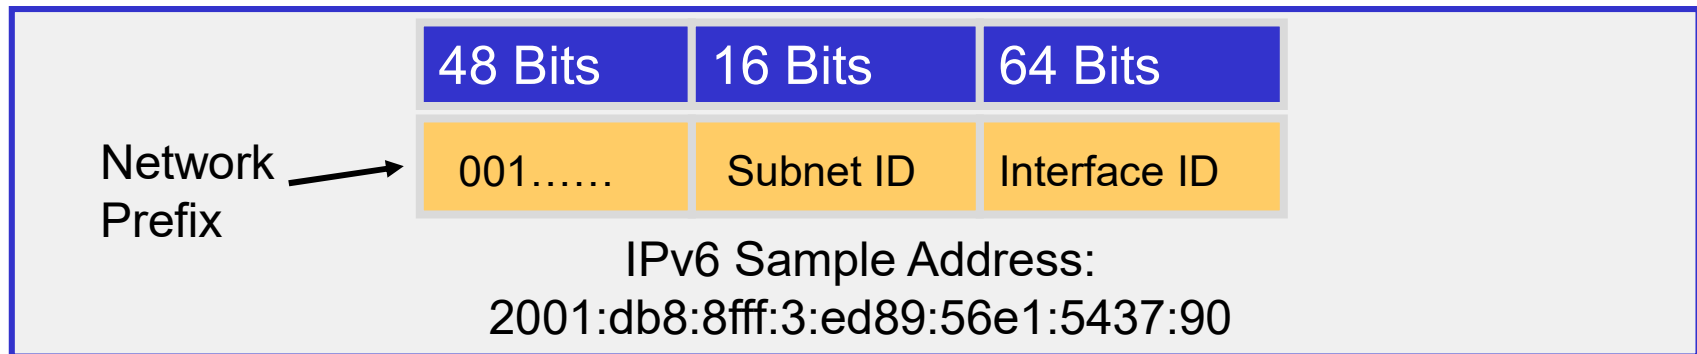 48 Bits 16 Bits 64 Bits
Network
Prefix
001...... Subnet ID Interface ID
IPv6 Sample Address:
2001:db8:8fff:3:ed89:56e1:5437:90